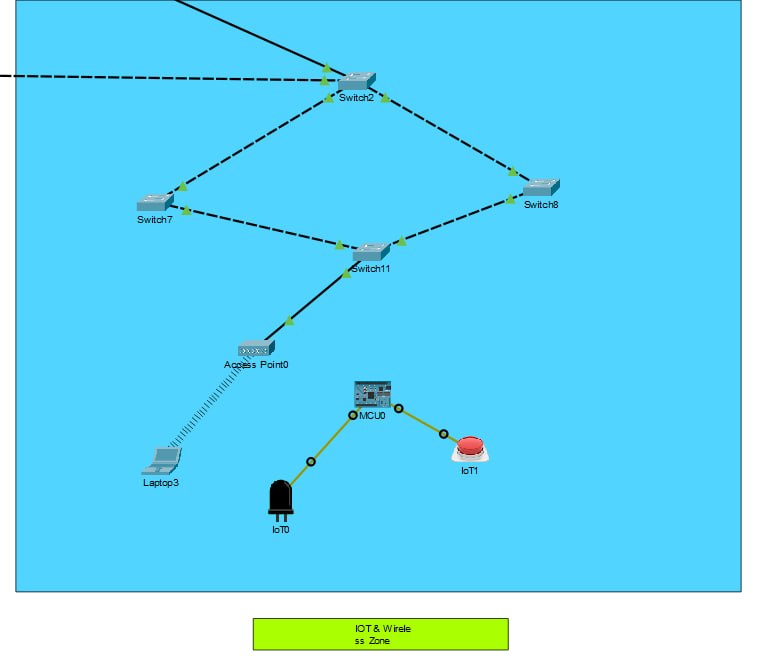 Switch2
Switch8
Switch7
Switch11
Access Point0
MCU0
IoT1
Laptop3
IoT0
IOT & Wirele
ss Zone